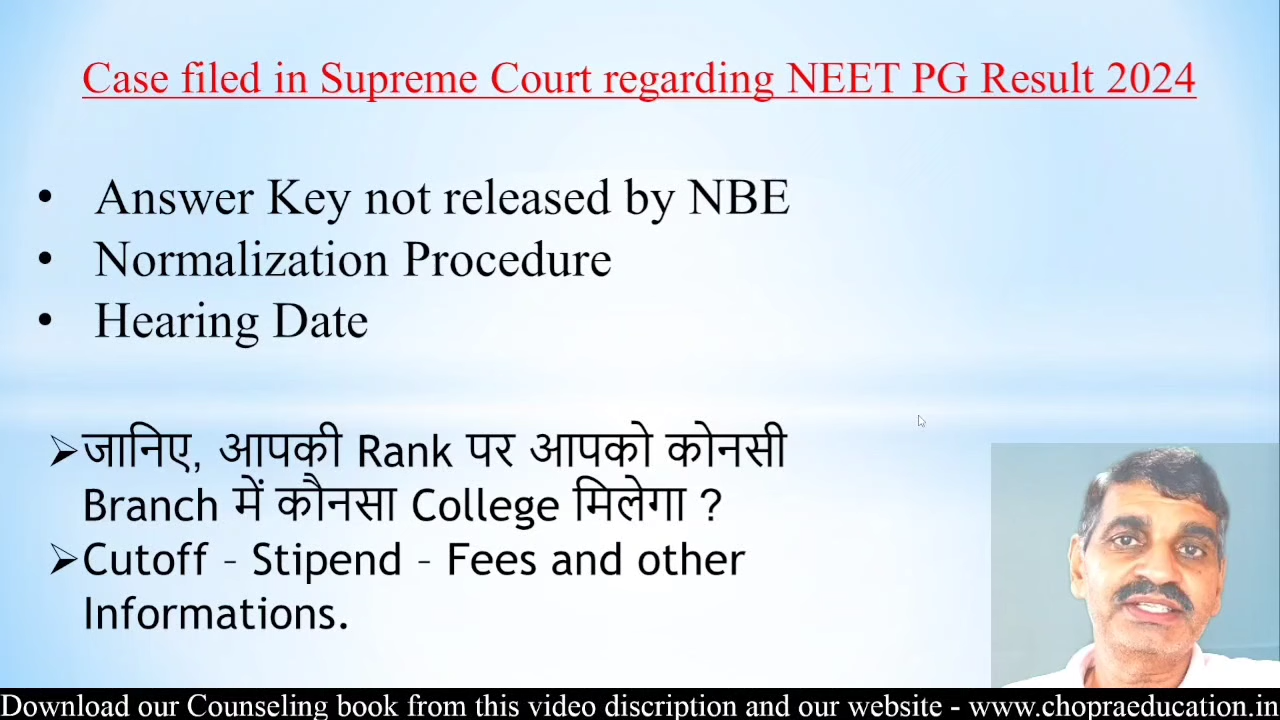 Case filed in Supreme Court regarding NEET PG Result 2024
• Answer Key not released by NBE
• Normalization Procedure
• Hearing Date
➢जानिए, आपकी Rank पर आपको कोनसी
Branch में कौनसा College मिलेगा ?
➢Cutoff – Stipend – Fees and other
Informations.
Download our Counseling book from this video discription and our website - www.chopraeducation.in